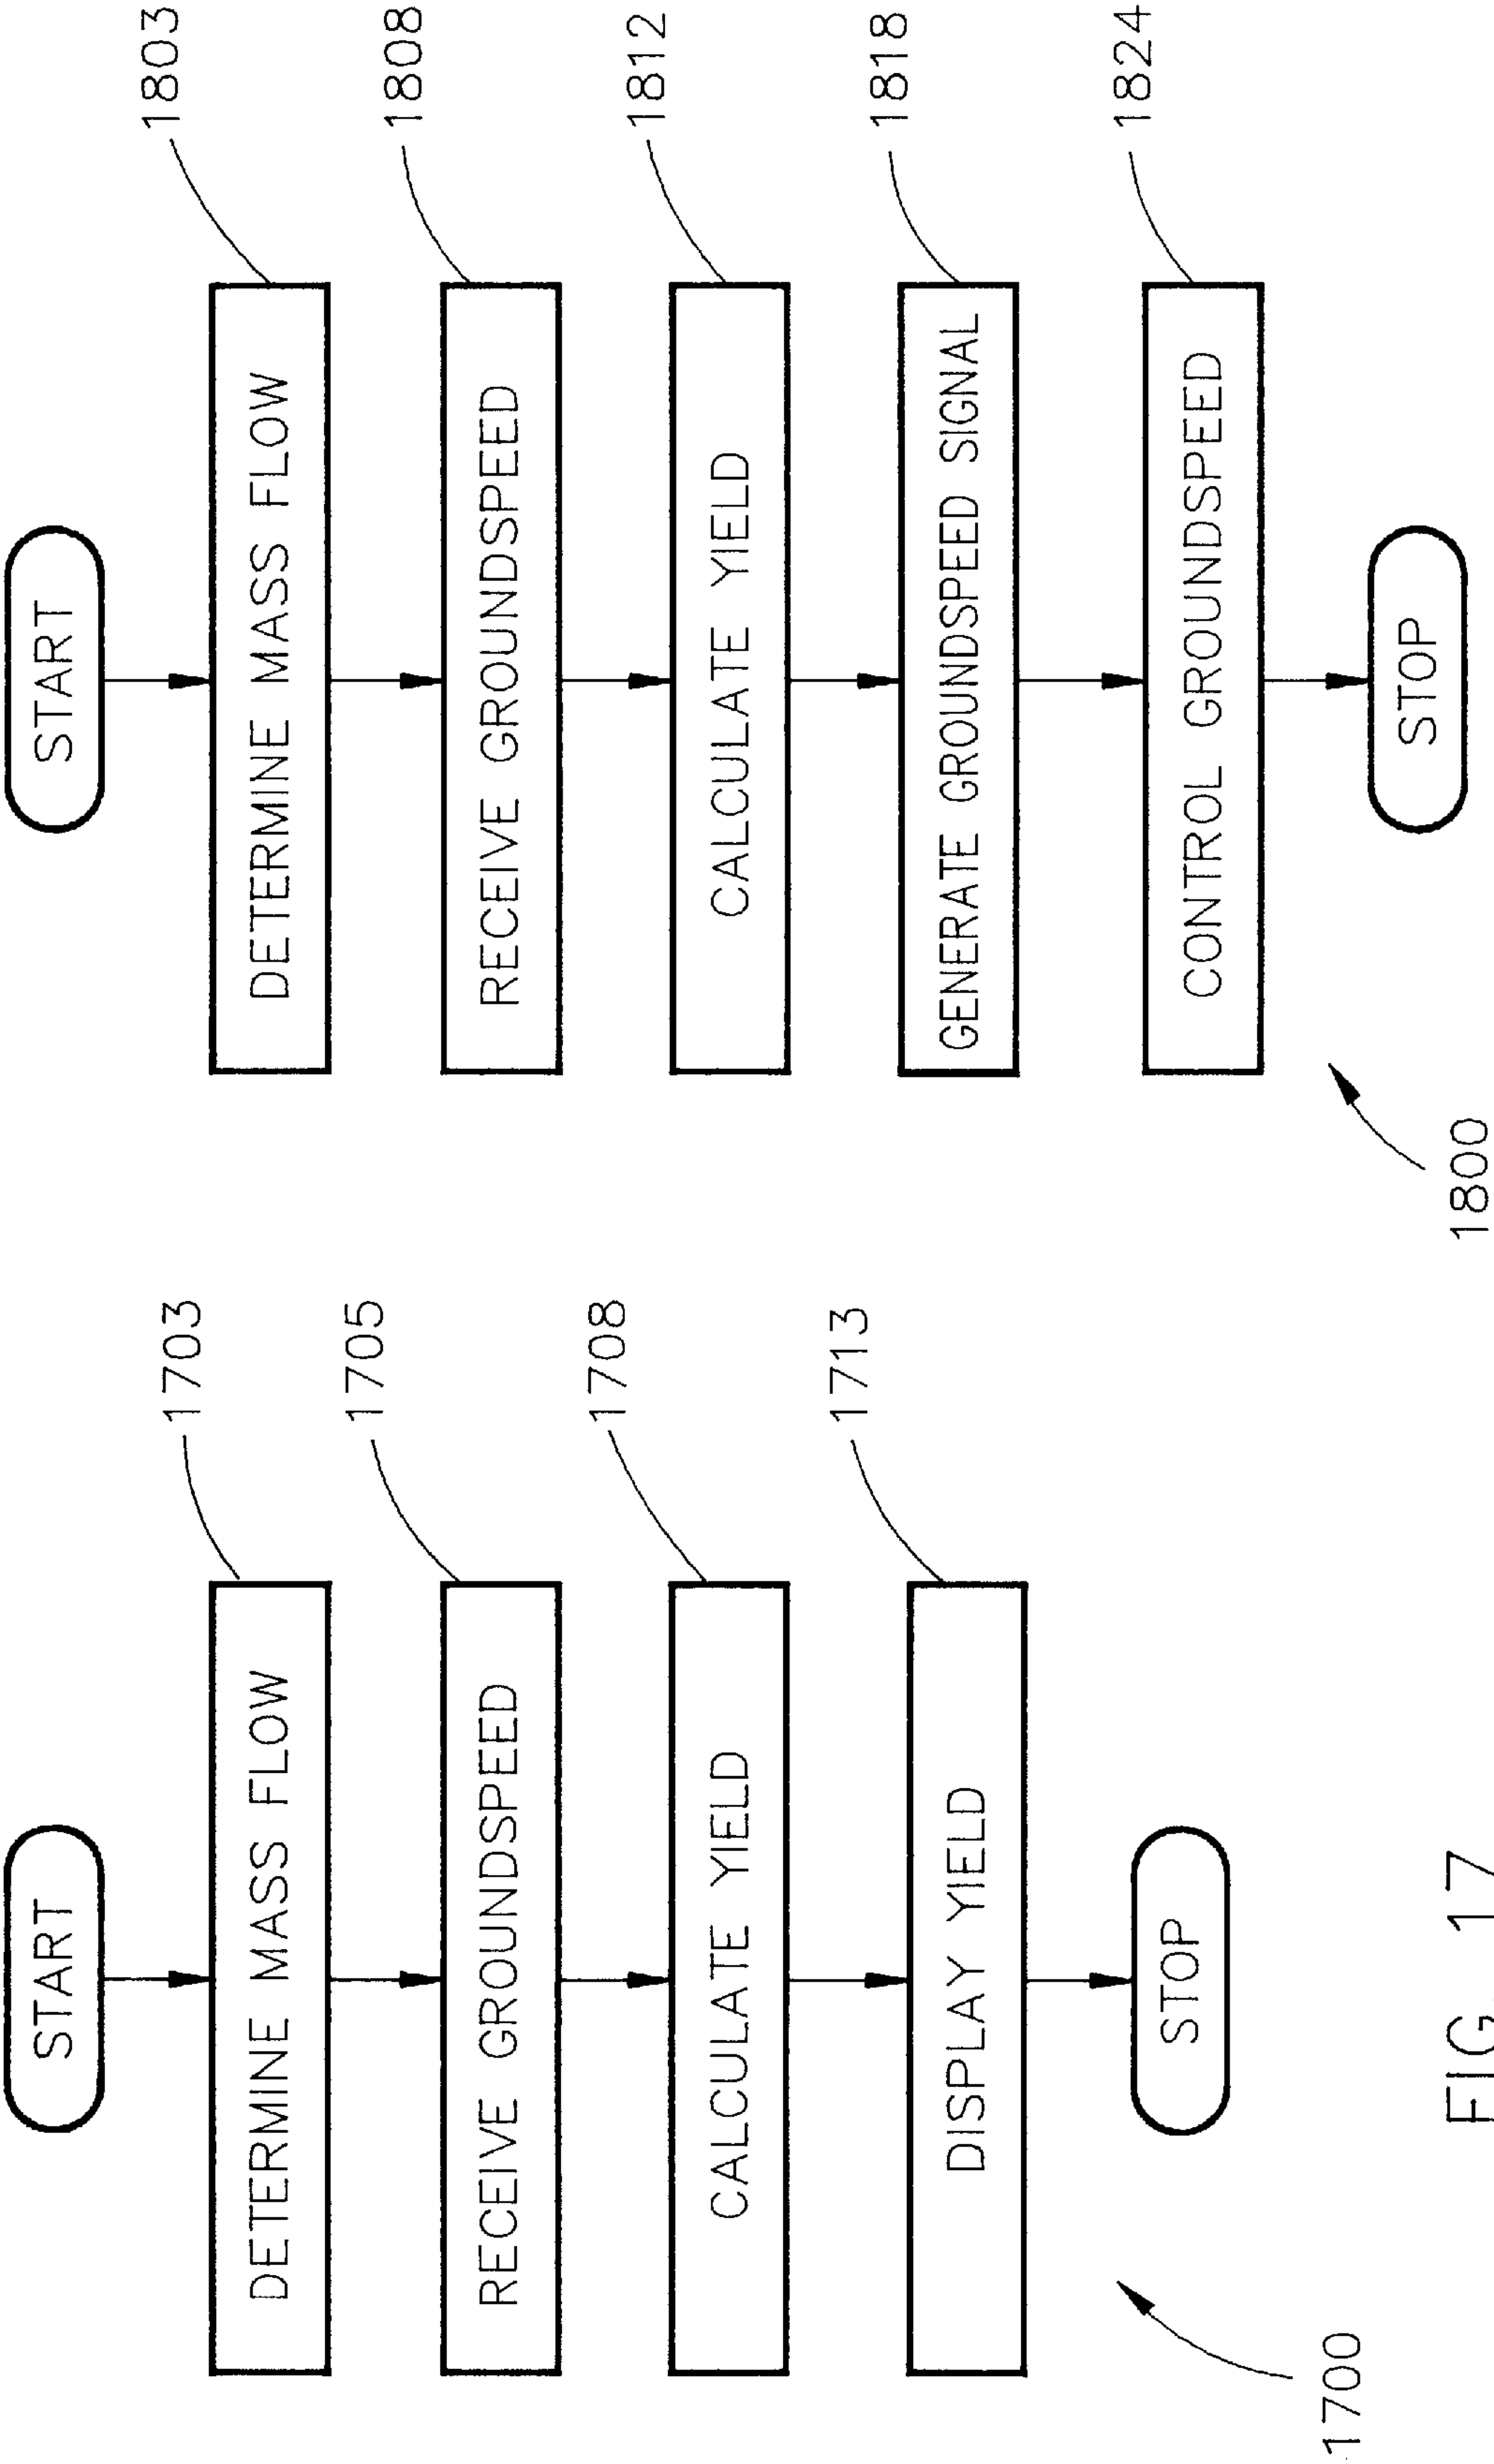 START
DETERMINE MASS FLOW
1703
RECEIVE GROUNDSPEED
1705
CALCULATE YIELD
1708
DISPLAY YIELD
1713
STOP
1700
FIG. 17
START
DETERMINE MASS FLOW
1803
RECEIVE GROUNDSPEED
1808
CALCULATE YIELD
1812
GENERATE GROUNDSPEED SIGNAL
1818
CONTROL GROUNDSPEED
1824
STOP
1800